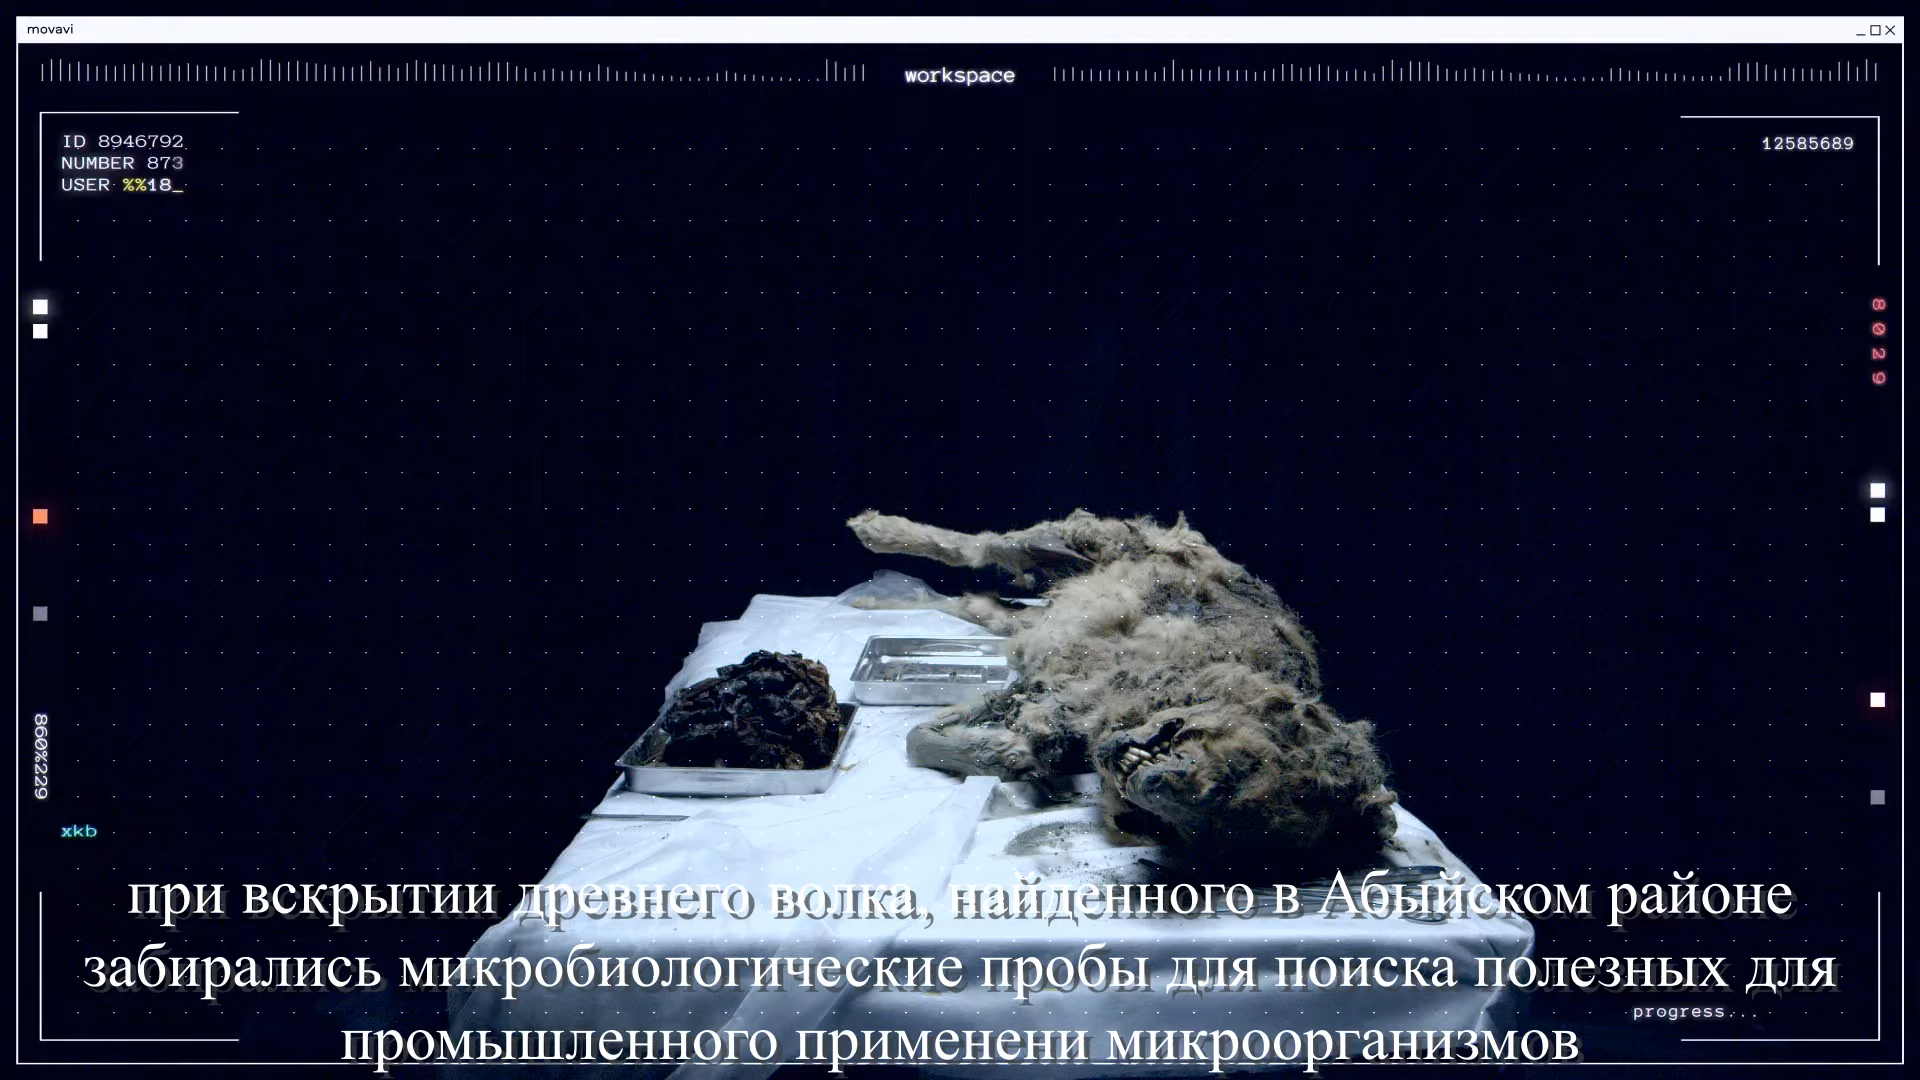 movavi
workspace
ID 8946792
NUMBER 873
USER %%18_
12585689
8029
860%229
xkb
при вскрытии древнего волка, найденного в Абыйском районе
забирались микробиологические пробы для поиска полезных для
progress...
промышленного применени микроорганизмов